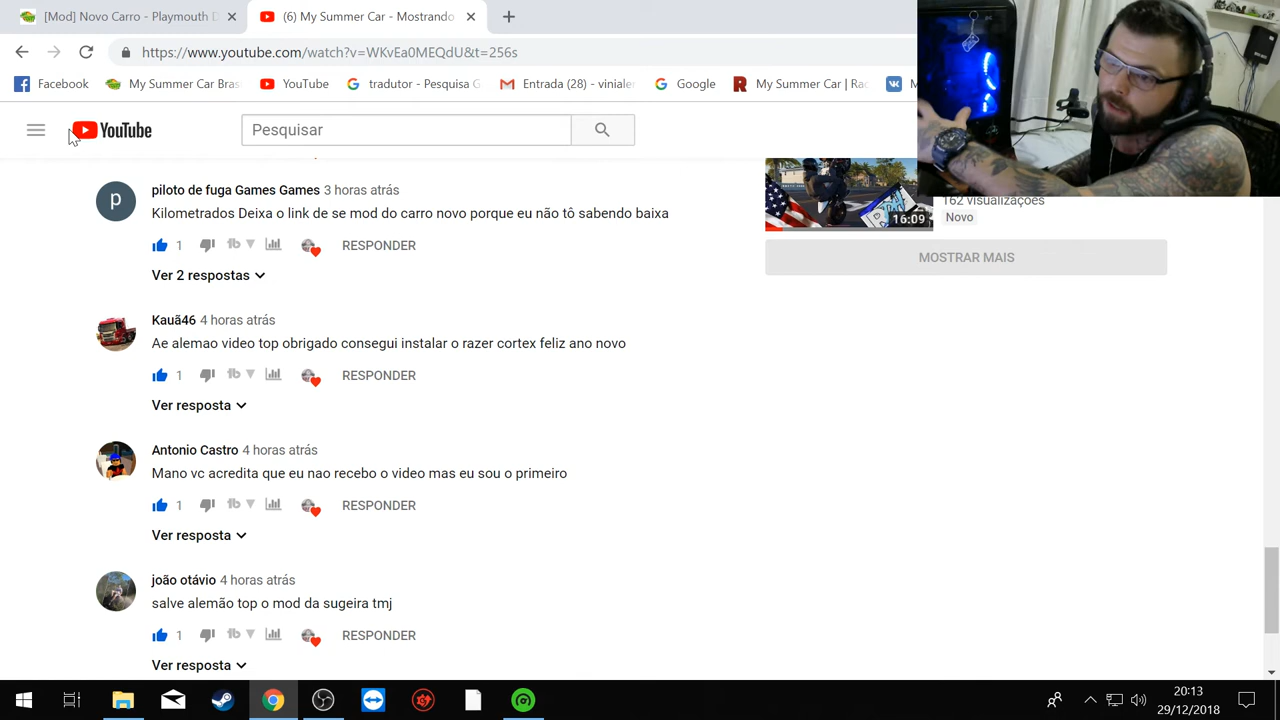 [Mod] Novo Carro - Playmouth
(6) My Summer Car - Mostrando
https://www.youtube.com/watch?v=WKvEa0MEQdU&t=256s
Facebook
My Summer Car Bras
YouTube
tradutor - Pesquisa G
Entrada (28) - vinialer
Google
My Summer Car | Rac
YouTube
Pesquisar
piloto de fuga Games Games 3 horas atrás
Kilometrados Deixa o link de se mod do carro novo porque eu não tô sabendo baixa
1
RESPONDER
Ver 2 respostas
Kauã46 4 horas atrás
Ae alemao video top obrigado consegui instalar o razer cortex feliz ano novo
1
RESPONDER
Ver resposta
Antonio Castro 4 horas atrás
Mano vc acredita que eu nao recebo o video mas eu sou o primeiro
1
RESPONDER
Ver resposta
joão otávio 4 horas atrás
salve alemão top o mod da sugeira tmj
1
RESPONDER
Ver resposta
16:09
162 visualizações
Novo
MOSTRAR MAIS
20:13
29/12/2018